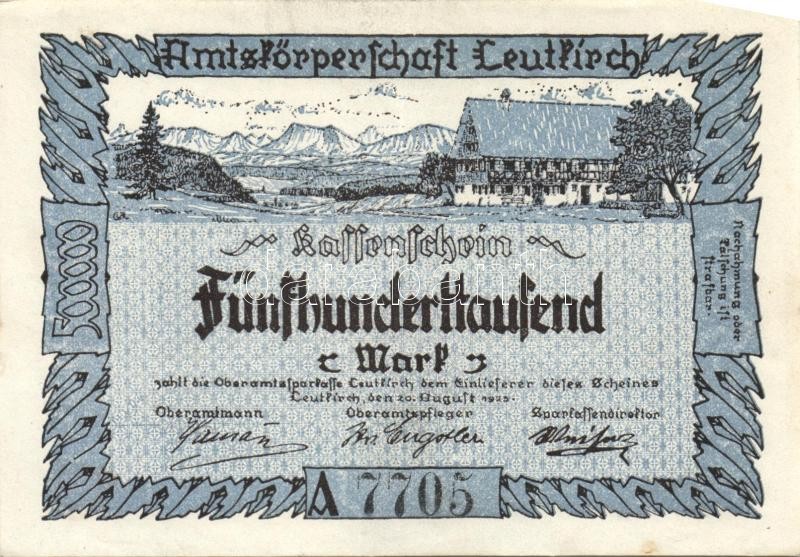 Amtskörperschaft Leutkirch
Kassenschein
Fünfhunderttausend
Mark
zahlt die Oberamtssparkasse Leutkirch dem Einlieferer dieses Scheines
Leutkirch, den 20. August 1923.
Oberamtmann Oberamtspfleger Sparkassendirektor
A 7705
500000
Nachahmung oder
Fälschung ist
strafbar.
darabanth